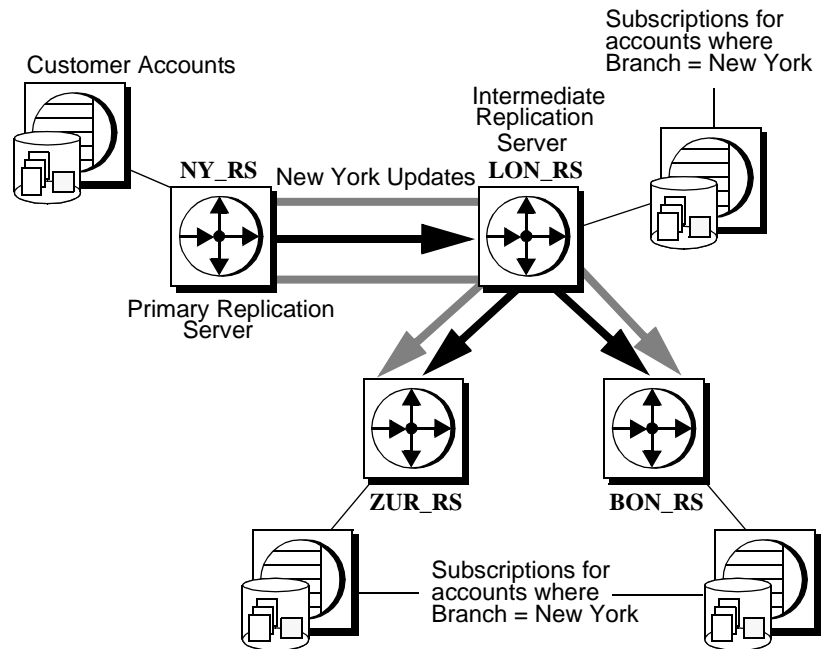 Subscriptions for
accounts where
Branch = New York
Customer Accounts
Intermediate
Replication
Server
NY_RS
New York Updates
LON_RS
Primary Replication
Server
ZUR_RS
BON_RS
Subscriptions for
accounts where
Branch = New York